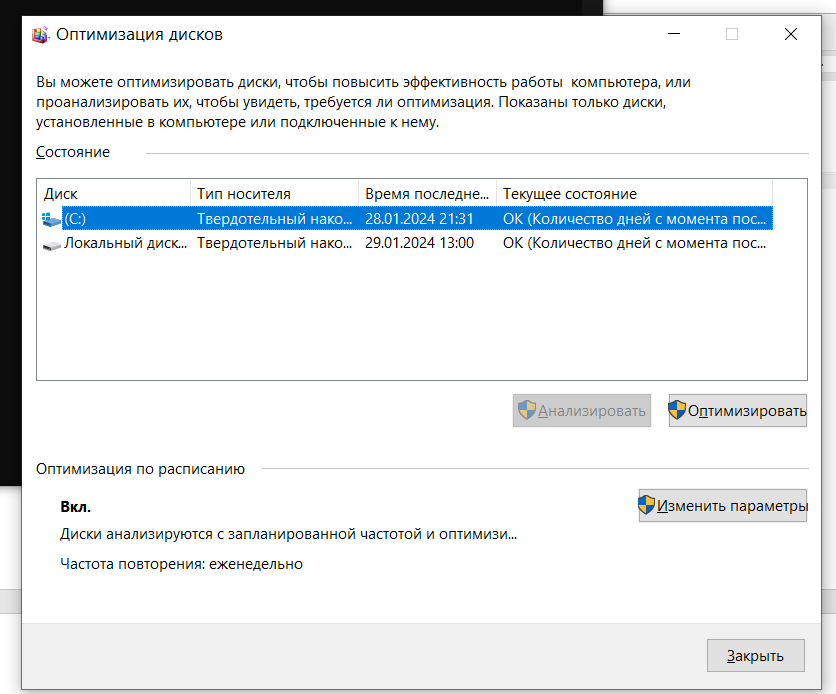 Оптимизация дисков
Вы можете оптимизировать диски, чтобы повысить эффективность работы  компьютера, или
проанализировать их, чтобы увидеть, требуется ли оптимизация. Показаны только диски,
установленные в компьютере или подключенные к нему.
Состояние
Диск Тип носителя Время последне... Текущее состояние
(C:) Твердотельный нако... 28.01.2024 21:31 ОК (Количество дней с момента пос...
Локальный диск... Твердотельный нако... 29.01.2024 13:00 ОК (Количество дней с момента пос...
Анализировать Оптимизировать
Оптимизация по расписанию
Вкл. Изменить параметры
Диски анализируются с запланированной частотой и оптимизи...
Частота повторения: еженедельно
Закрыть